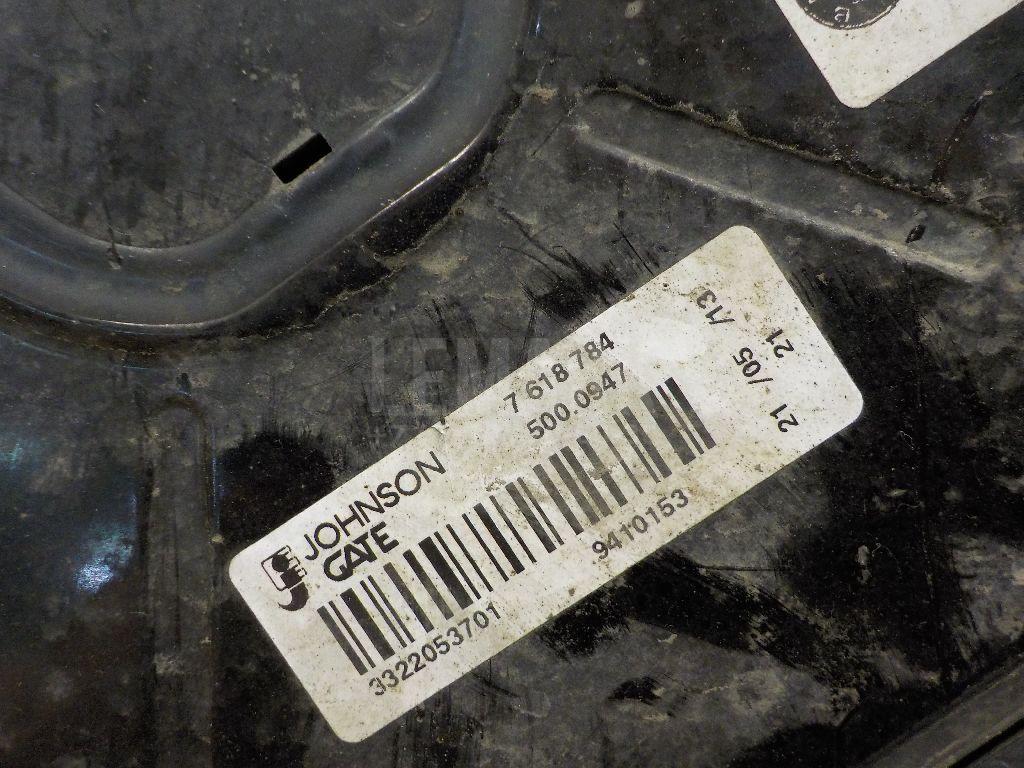 JOHNSON
GATE
7 618 784
500.0947
3322053701
9410153
21 /05 /13
21